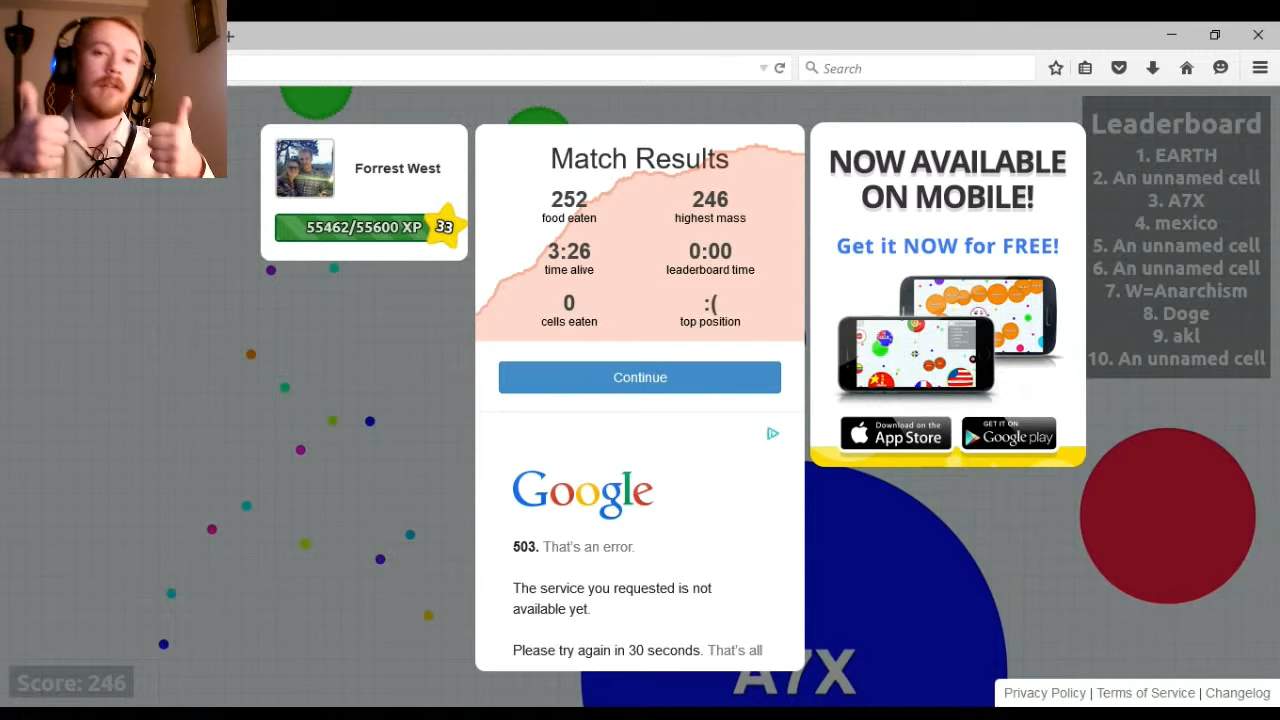 Search
Forrest West
55462/55600 XP
33
Match Results
252
food eaten
246
highest mass
3:26
time alive
0:00
leaderboard time
0
cells eaten
:(
top position
Continue
Google
503. That's an error.
The service you requested is not
available yet.
Please try again in 30 seconds. That's all
NOW AVAILABLE
ON MOBILE!
Get it NOW for FREE!
Download on the
App Store
GET IT ON
Google play
Leaderboard
1. EARTH
2. An unnamed cell
3. A7X
4. mexico
5. An unnamed cell
6. An unnamed cell
7. W=Anarchism
8. Doge
9. akl
10. An unnamed cell
A7X
Score: 246
Privacy Policy | Terms of Service | Changelog